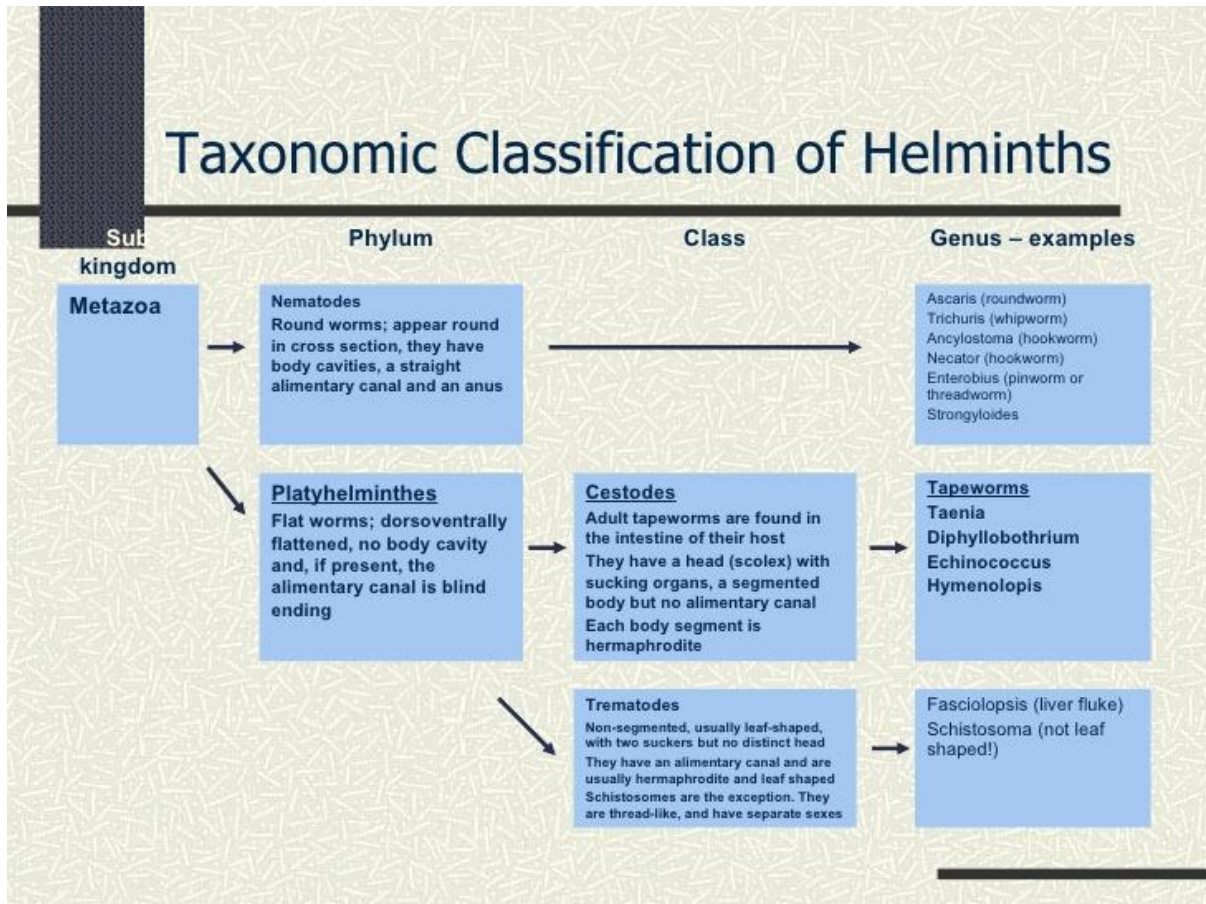 Taxonomic Classification of Helminths
Sub
kingdom
Phylum
Class
Genus – examples
Metazoa
Nematodes
Round worms; appear round
in cross section, they have
body cavities, a straight
alimentary canal and an anus
Ascaris (roundworm)
Trichuris (whipworm)
Ancylostoma (hookworm)
Necator (hookworm)
Enterobius (pinworm or
threadworm)
Strongyloides
Platyhelminthes
Flat worms; dorsoventrally
flattened, no body cavity
and, if present, the
alimentary canal is blind
ending
Cestodes
Adult tapeworms are found in
the intestine of their host
They have a head (scolex) with
sucking organs, a segmented
body but no alimentary canal
Each body segment is
hermaphrodite
Tapeworms
Taenia
Diphyllobothrium
Echinococcus
Hymenolopis
Trematodes
Non-segmented, usually leaf-shaped,
with two suckers but no distinct head
They have an alimentary canal and are
usually hermaphrodite and leaf shaped
Schistosomes are the exception. They
are thread-like, and have separate sexes
Fasciolopsis (liver fluke)
Schistosoma (not leaf
shaped!)